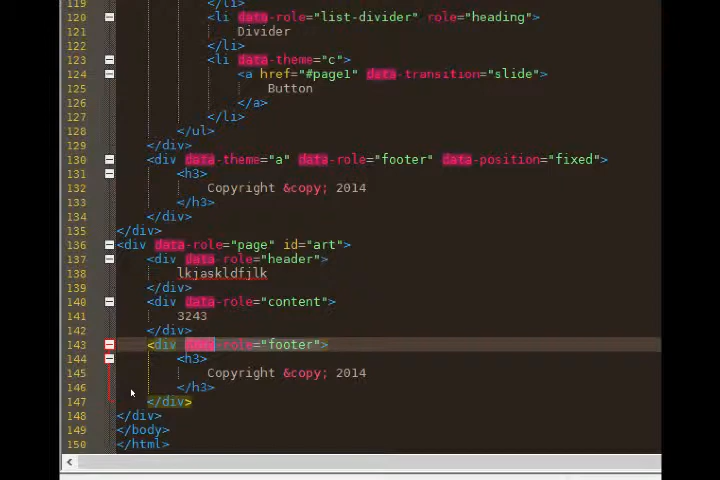 119 </li>
120 <li data-role="list-divider" role="heading">
121 Divider
122 </li>
123 <li data-theme="c">
124 <a href="#page1" data-transition="slide">
125 Button
126 </a>
127 </li>
128 </ul>
129 </div>
130 <div data-theme="a" data-role="footer" data-position="fixed">
131 <h3>
132 Copyright &copy; 2014
133 </h3>
134 </div>
135 </div>
136 <div data-role="page" id="art">
137 <div data-role="header">
138 lkjaskldfjlk
139 </div>
140 <div data-role="content">
141 3243
142 </div>
143 <div data-role="footer">
144 <h3>
145 Copyright &copy; 2014
146 </h3>
147 </div>
148 </div>
149 </body>
150 </html>